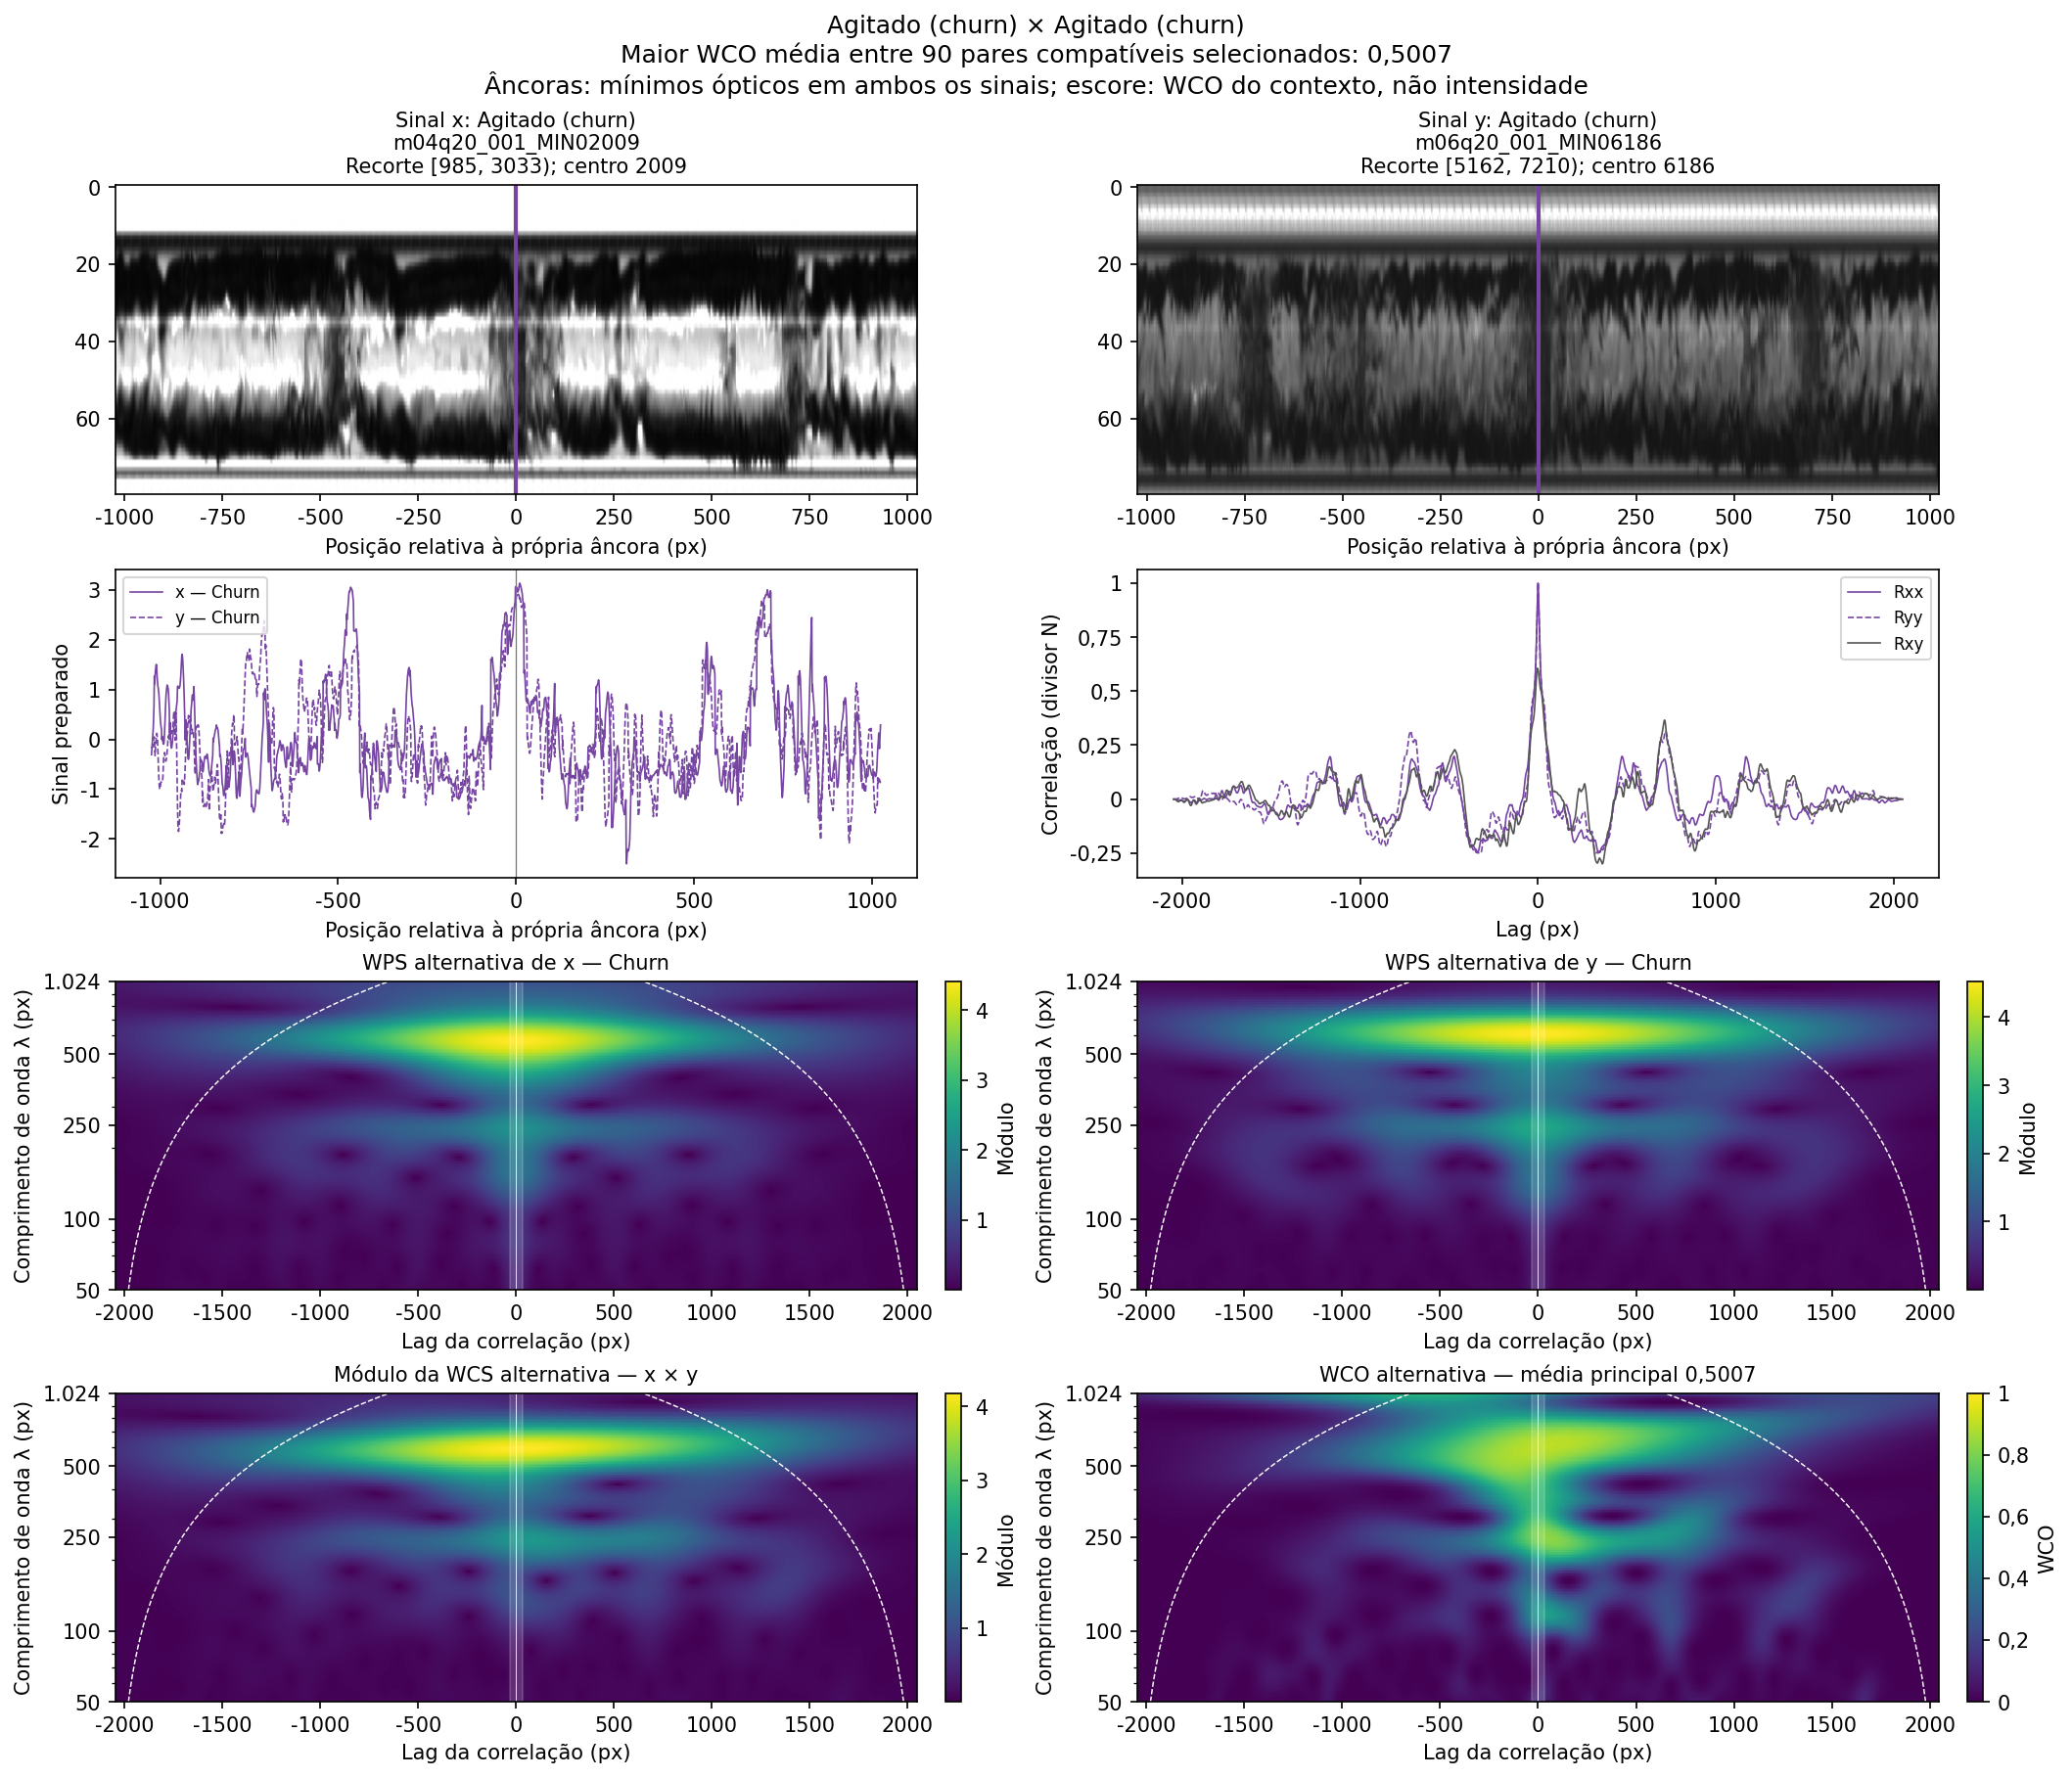 Agitado (churn) × Agitado (churn)
Maior WCO média entre 90 pares compatíveis selecionados: 0,5007
Âncoras: mínimos ópticos em ambos os sinais; escore: WCO do contexto, não intensidade
Sinal x: Agitado (churn)
m04q20_001_MIN02009
Recorte [985, 3033); centro 2009
0
20
40
60
-1000 -750 -500 -250 0 250 500 750 1000
Posição relativa à própria âncora (px)
Sinal y: Agitado (churn)
m06q20_001_MIN06186
Recorte [5162, 7210); centro 6186
0
20
40
60
-1000 -750 -500 -250 0 250 500 750 1000
Posição relativa à própria âncora (px)
x — Churn
y — Churn
Sinal preparado
3
2
1
0
-1
-2
-1000 -500 0 500 1000
Posição relativa à própria âncora (px)
Rxx
Ryy
Rxy
Correlação (divisor N)
1
0,75
0,5
0,25
0
-0,25
-2000 -1000 0 1000 2000
Lag (px)
WPS alternativa de x — Churn
Comprimento de onda λ (px)
1.024
500
250
100
50
-2000 -1500 -1000 -500 0 500 1000 1500 2000
Lag da correlação (px)
4
3
2
1
Módulo
WPS alternativa de y — Churn
Comprimento de onda λ (px)
1.024
500
250
100
50
-2000 -1500 -1000 -500 0 500 1000 1500 2000
Lag da correlação (px)
4
3
2
1
Módulo
Módulo da WCS alternativa — x × y
Comprimento de onda λ (px)
1.024
500
250
100
50
-2000 -1500 -1000 -500 0 500 1000 1500 2000
Lag da correlação (px)
4
3
2
1
Módulo
WCO alternativa — média principal 0,5007
Comprimento de onda λ (px)
1.024
500
250
100
50
-2000 -1500 -1000 -500 0 500 1000 1500 2000
Lag da correlação (px)
1
0,8
0,6
0,4
0,2
0
WCO